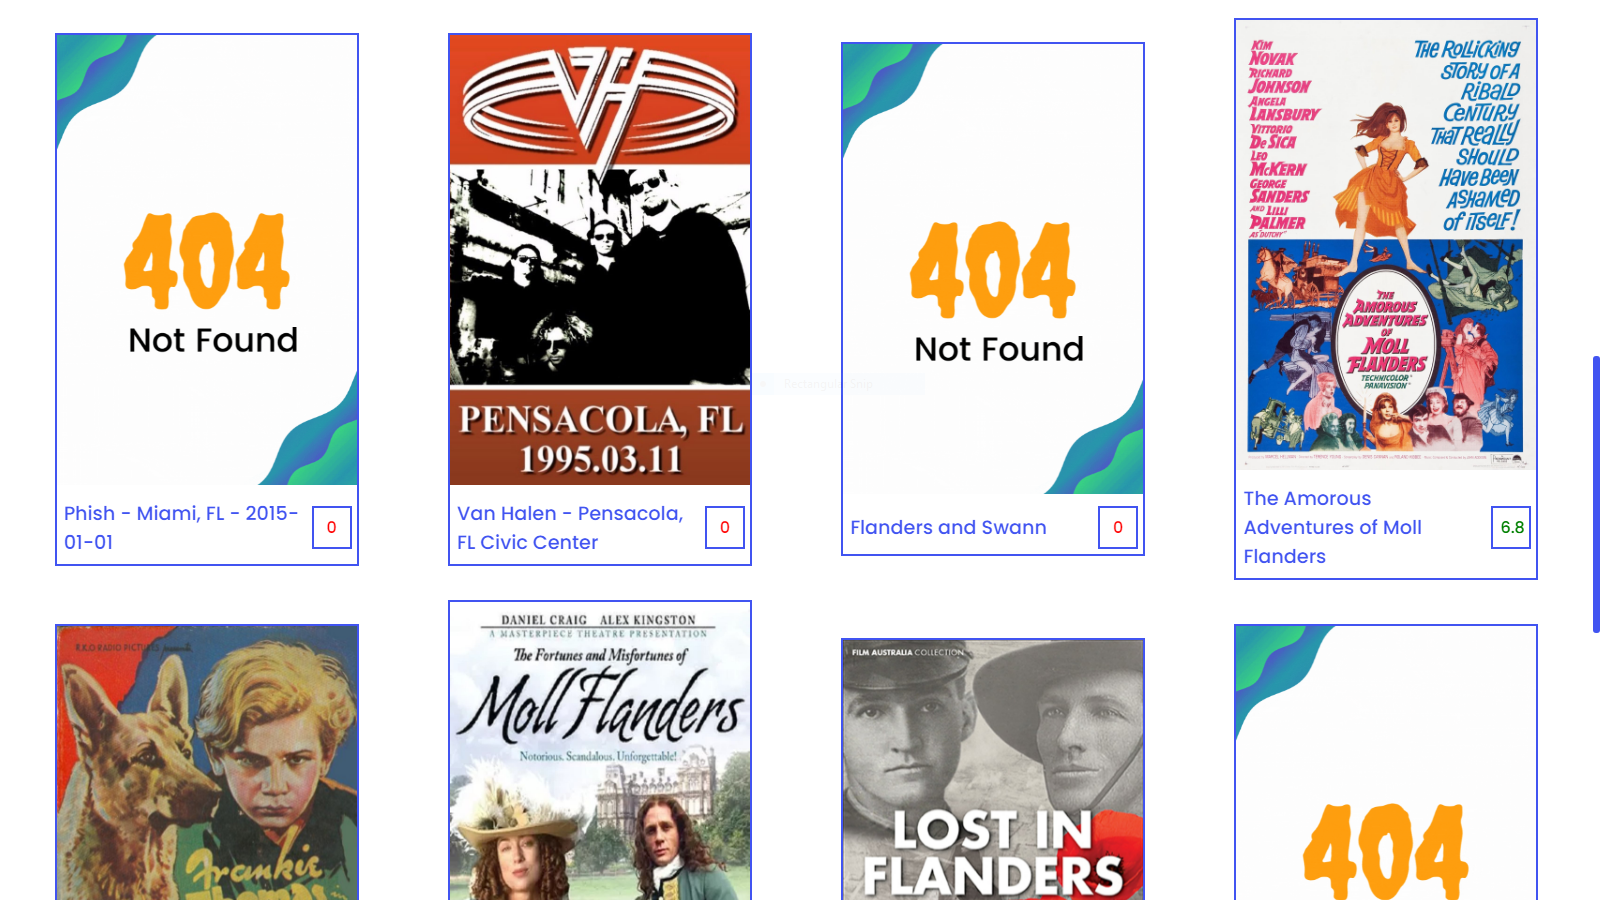 404
Not Found
Phish - Miami, FL - 2015-
01-01
0
VH
PENSACOLA, FL
1995.03.11
Van Halen - Pensacola,
FL Civic Center
0
404
Not Found
Flanders and Swann
0
KIM
NOVAK
RICHARD
JOHNSON
ANGELA
LANSBURY
VITTORIO
De SICA
LEO
McKERN
GEORGE
SANDERS
AND LILLI
PALMER
AS "DUTCHY"
THE ROLLICKING
STORY OF A
RIBALD
CENTURY
THAT REALLY
SHOULD
HAVE BEEN
ASHAMED
of ITSELF!
THE
AMOROUS
ADVENTURES
OF
MOLL
FLANDERS
TECHNICOLOR
PANAVISION
The Amorous
Adventures of Moll
Flanders
6.8
Rectangular Snip
R.K.O RADIO PICTURES
Frankie
DANIEL CRAIG ALEX KINGSTON
A MASTERPIECE THEATRE PRESENTATION
The Fortunes and Misfortunes of
Moll Flanders
Notorious. Scandalous. Unforgettable!
FILM AUSTRALIA COLLECTION
LOST IN
FLANDERS
404